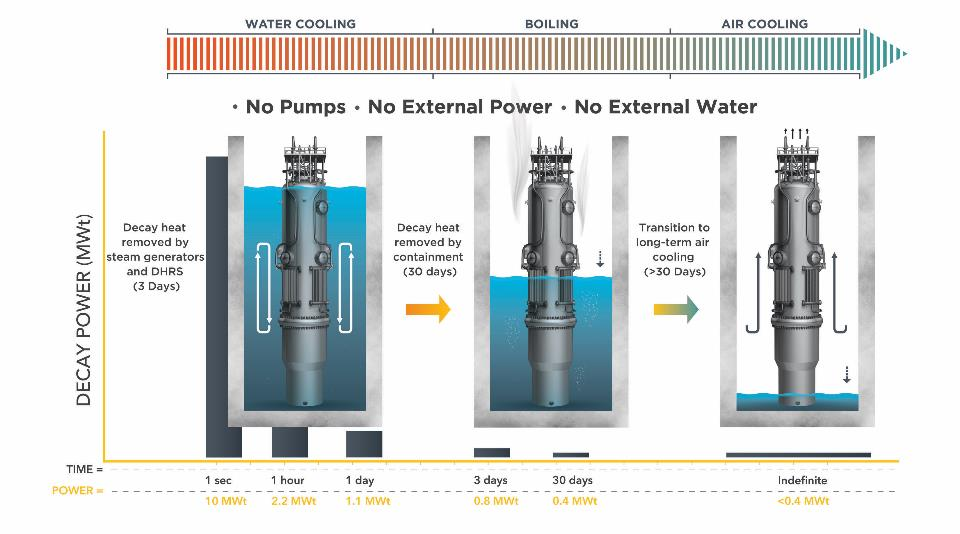 WATER COOLING
BOILING
AIR COOLING
• No Pumps • No External Power • No External Water
DECAY POWER (MWt)
Decay heat
removed by
steam generators
and DHRS
(3 Days)
Decay heat
removed by
containment
(30 days)
Transition to
long-term air
cooling
(>30 Days)
TIME =
1 sec
1 hour
1 day
3 days
30 days
Indefinite
POWER =
10 MWt
2.2 MWt
1.1 MWt
0.8 MWt
0.4 MWt
<0.4 MWt